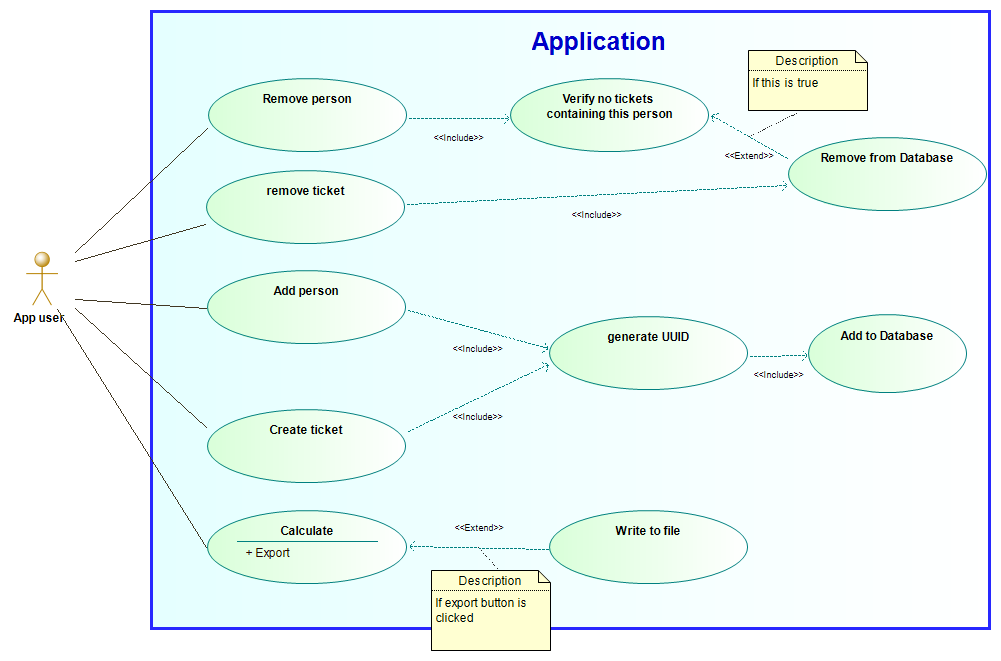 Application
Description
If this is true
Remove person
Verify no tickets
containing this person
<<Include>>
<<Extend>>
Remove from Database
remove ticket
<<Include>>
App user
Add person
generate UUID
Add to Database
<<Include>>
<<Include>>
<<Include>>
Create ticket
Calculate
+ Export
<<Extend>>
Write to file
Description
If export button is
clicked